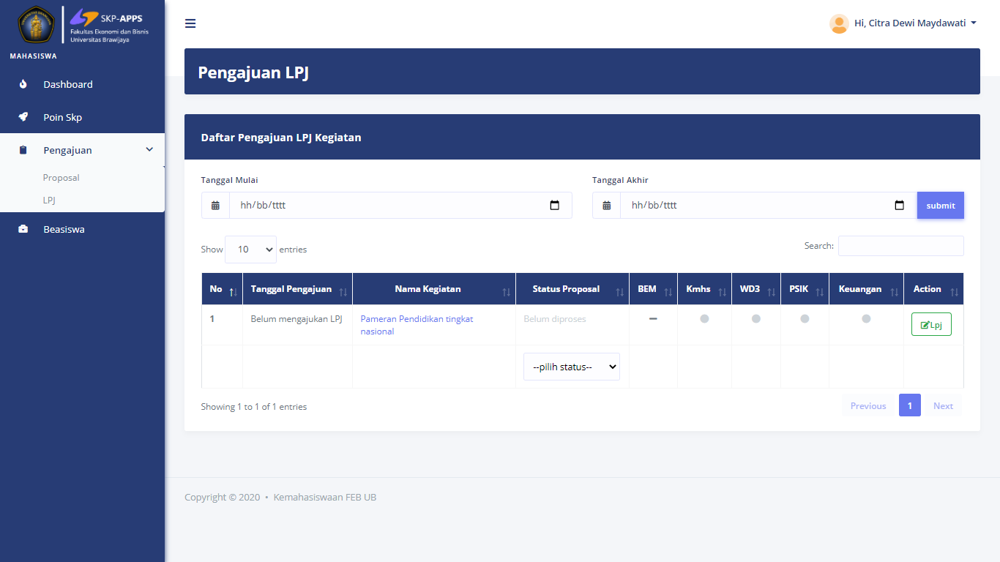 SKP-APPS
Fakultas Ekonomi dan Bisnis
Universitas Brawijaya
MAHASISWA
Dashboard
Poin Skp
Pengajuan
Proposal
LPJ
Beasiswa
Hi, Citra Dewi Maydawati
Pengajuan LPJ
Daftar Pengajuan LPJ Kegiatan
Tanggal Mulai
Tanggal Akhir
hh/bb/tttt
hh/bb/tttt
submit
Show 10 entries
Search:
No Tanggal Pengajuan Nama Kegiatan Status Proposal BEM Kmhs WD3 PSIK Keuangan Action
1 Belum mengajukan LPJ Pameran Pendidikan tingkat Belum diproses Lpj
nasional
--pilih status--
Showing 1 to 1 of 1 entries
Previous 1 Next
Copyright © 2020 • Kemahasiswaan FEB UB